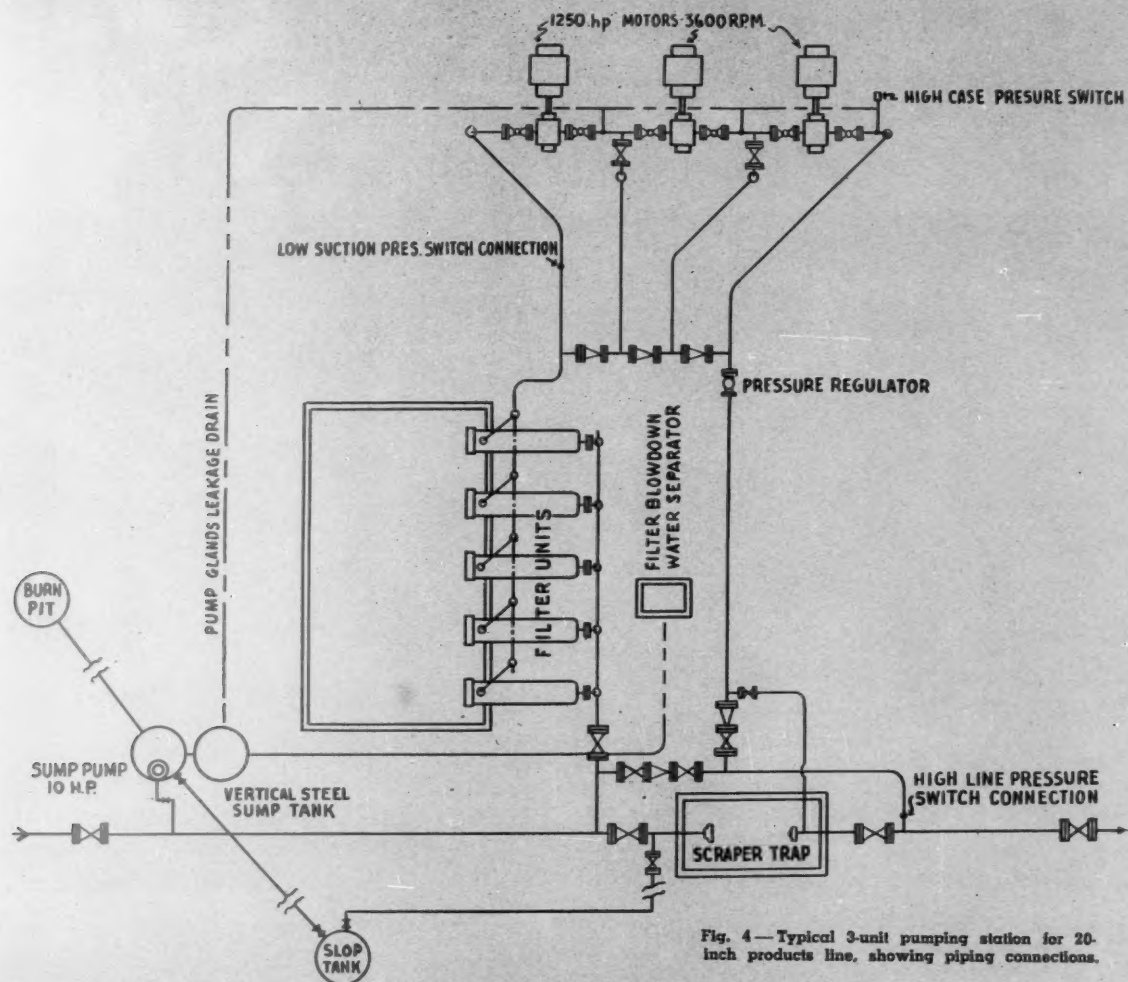 1250 hp MOTORS-3600 R.P.M.
HIGH CASE PRESURE SWITCH
LOW SUCTION PRES. SWITCH CONNECTION
PRESSURE REGULATOR
PUMP GLANDS LEAKAGE DRAIN
FILTER UNITS
FILTER BLOWDOWN
WATER SEPARATOR
BURN
PIT
SUMP PUMP
10 H.P.
VERTICAL STEEL
SUMP TANK
HIGH LINE PRESSURE
SWITCH CONNECTION
SCRAPER TRAP
SLOP
TANK
Fig. 4 — Typical 3-unit pumping station for 20-
inch products line, showing piping connections.